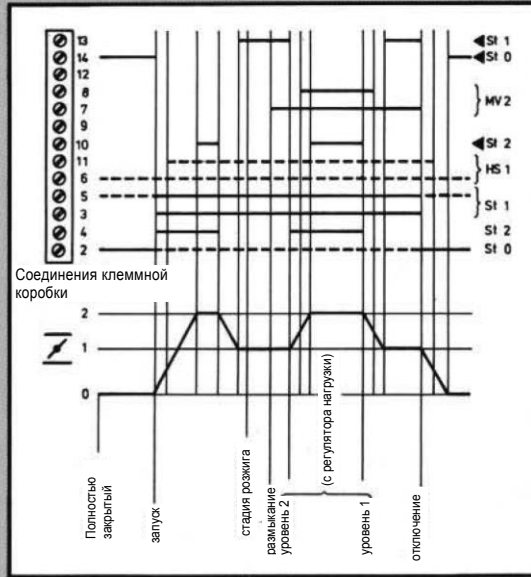 13 ◀ St 1
14 ◀ St 0
12
8
7 } MV 2
9
10 ◀ St 2
11
6 } HS 1
5
3 } St 1
4 St 2
2 St 0
Соединения клеммной
коробки
2
1
0
Полностью
закрытый
запуск
стадия розжига
размыкание
уровень 2
(с регулятора нагрузки)
уровень 1
отключение